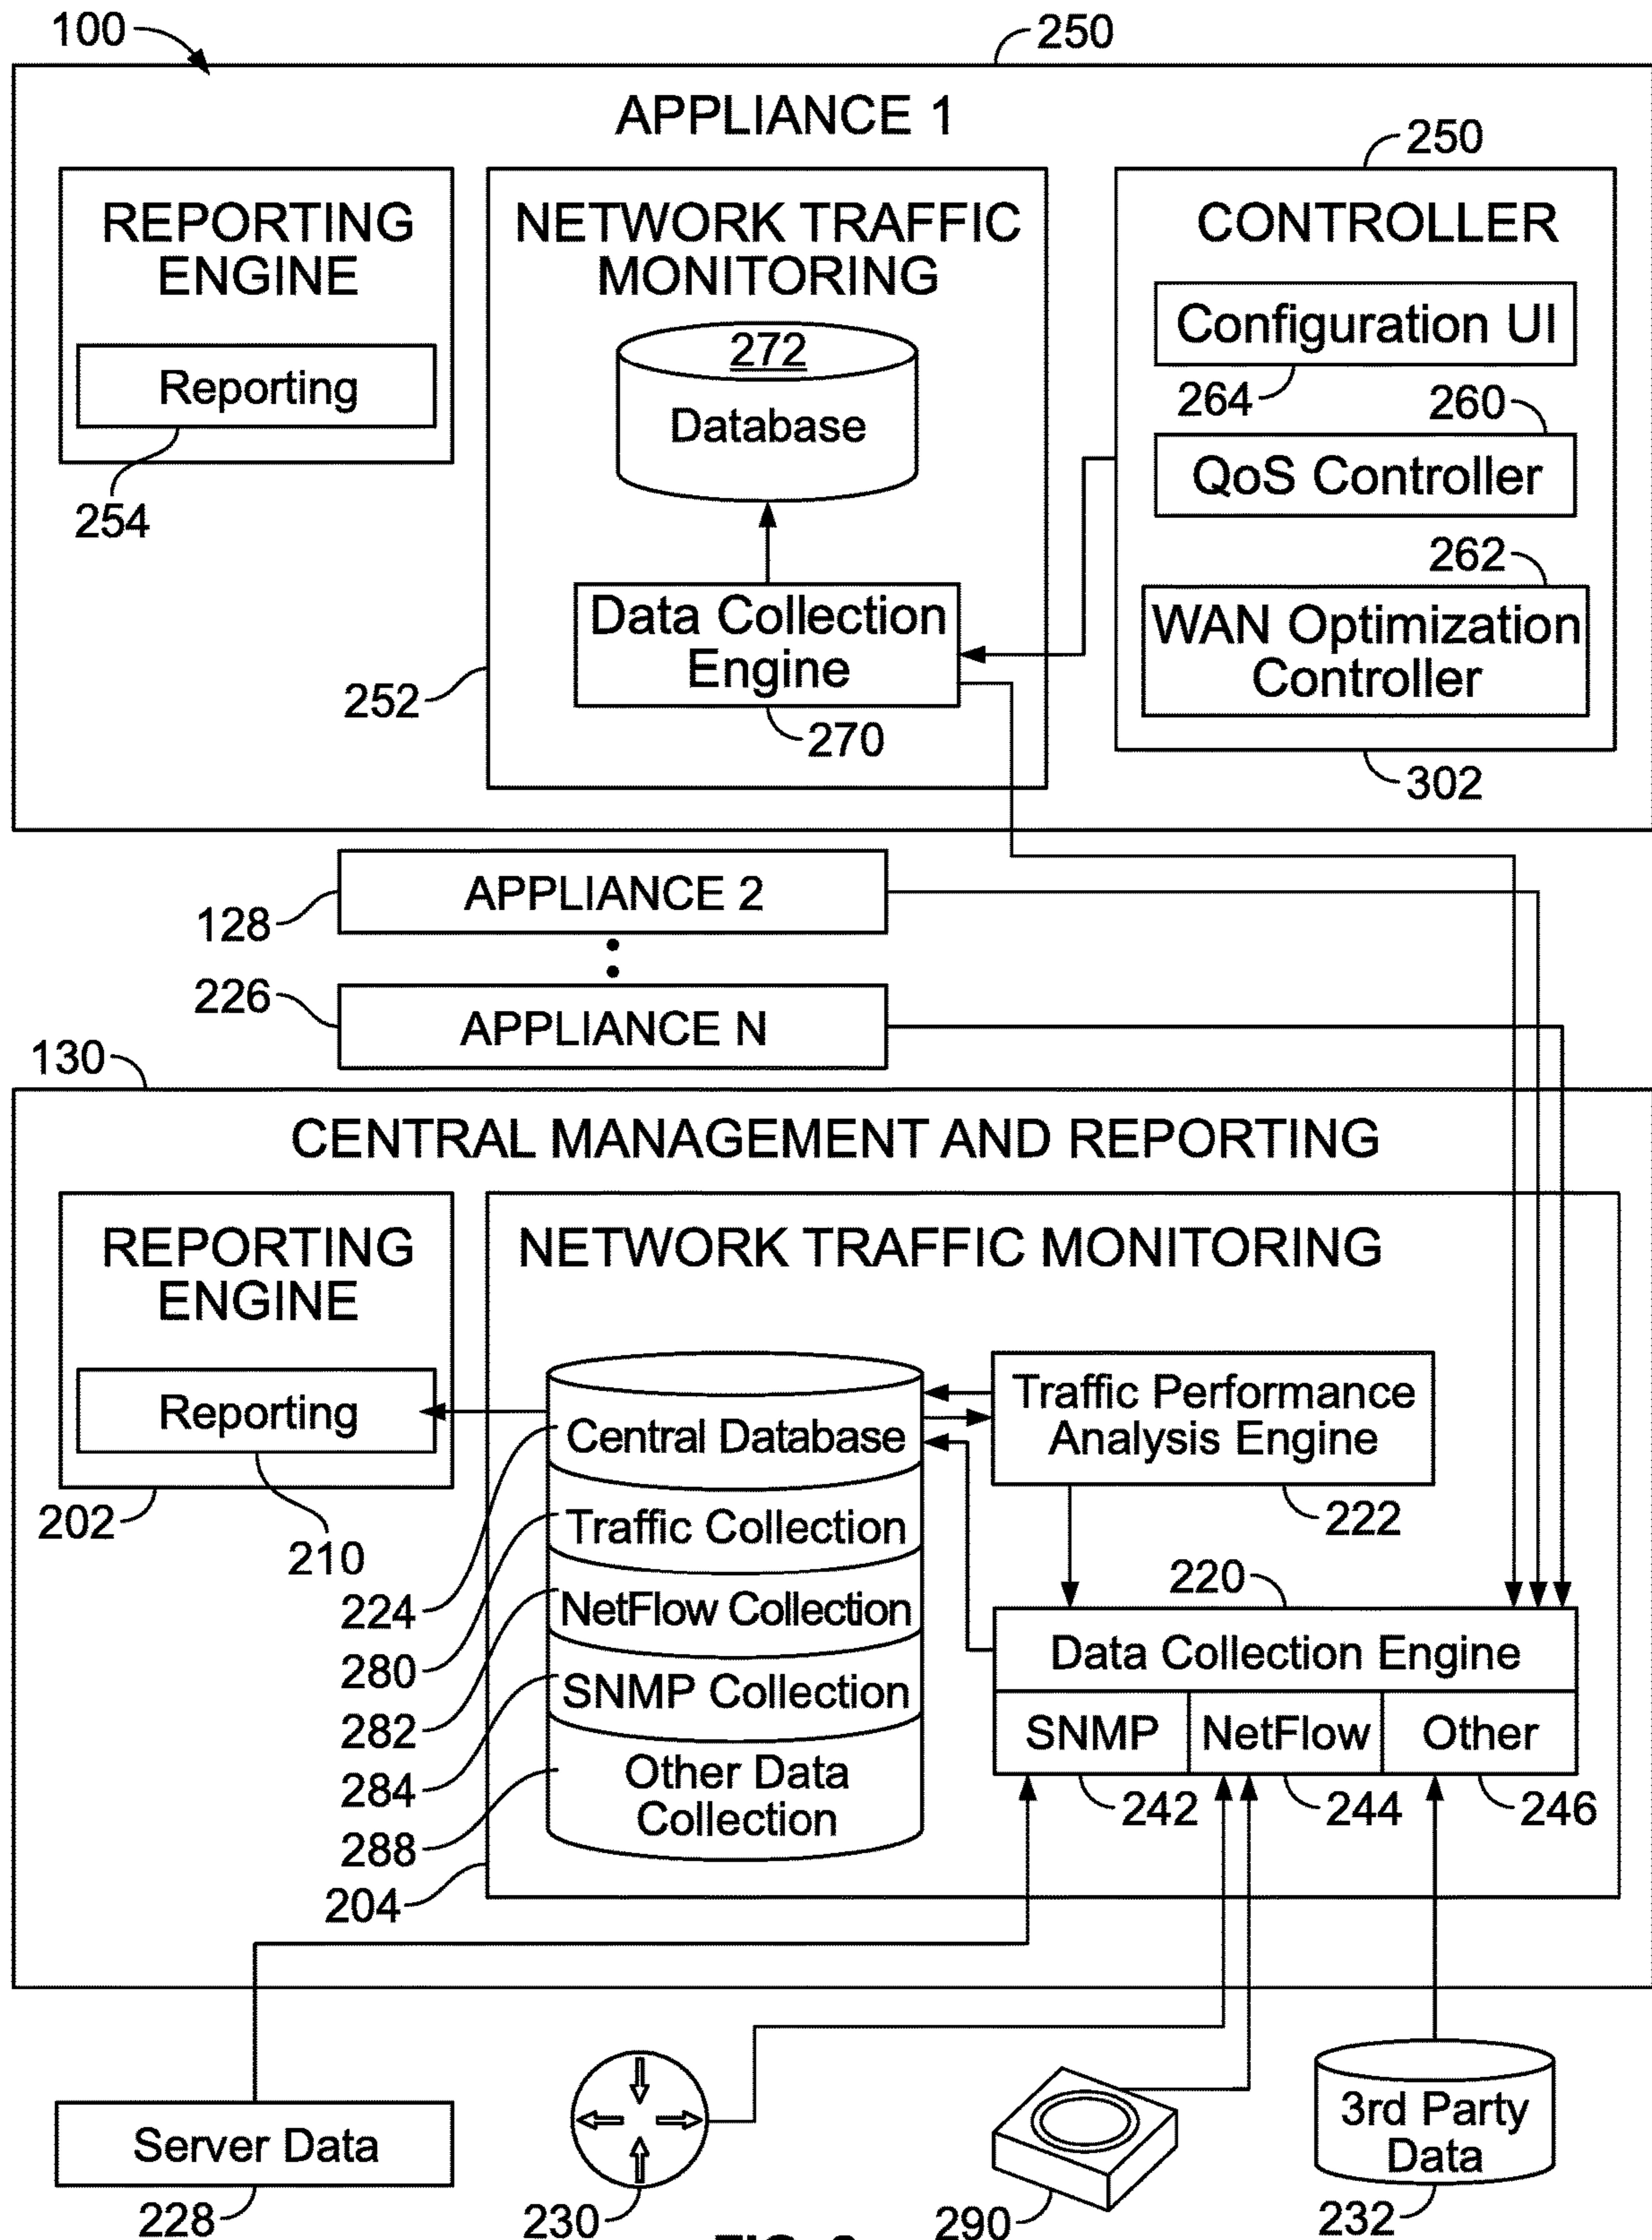 100
250
APPLIANCE 1
250
REPORTING
ENGINE
Reporting
254
NETWORK TRAFFIC
MONITORING
272
Database
Data Collection
Engine
252
270
CONTROLLER
Configuration UI
264
260
QoS Controller
262
WAN Optimization
Controller
302
APPLIANCE 2
128
226
APPLIANCE N
130
CENTRAL MANAGEMENT AND REPORTING
REPORTING
ENGINE
Reporting
202
210
NETWORK TRAFFIC MONITORING
Central Database
Traffic Collection
NetFlow Collection
SNMP Collection
Other Data
Collection
224
280
282
284
288
204
Traffic Performance
Analysis Engine
222
220
Data Collection Engine
SNMP
NetFlow
Other
242
244
246
Server Data
228
230
290
3rd Party
Data
232